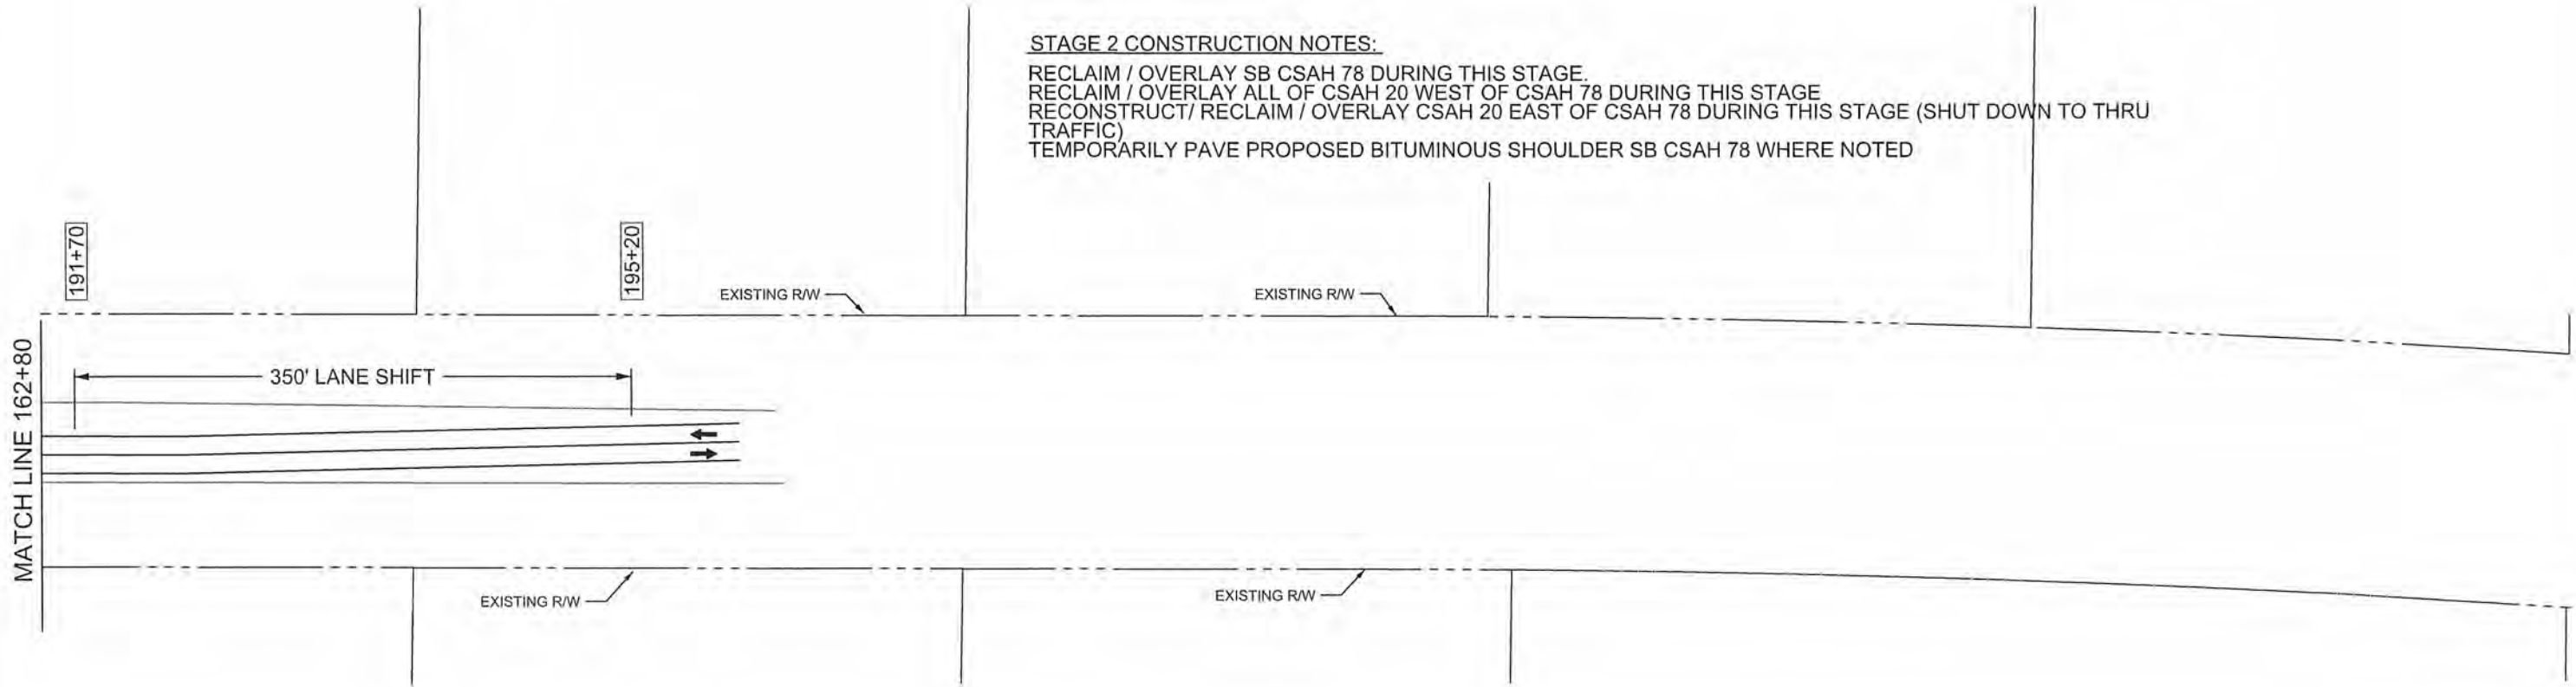 STAGE 2 CONSTRUCTION NOTES:
RECLAIM / OVERLAY SB CSAH 78 DURING THIS STAGE.
RECLAIM / OVERLAY ALL OF CSAH 20 WEST OF CSAH 78 DURING THIS STAGE
RECONSTRUCT/ RECLAIM / OVERLAY CSAH 20 EAST OF CSAH 78 DURING THIS STAGE (SHUT DOWN TO THRU
TRAFFIC)
TEMPORARILY PAVE PROPOSED BITUMINOUS SHOULDER SB CSAH 78 WHERE NOTED
191+70
195+20
EXISTING R/W
EXISTING R/W
MATCH LINE 162+80
350' LANE SHIFT
EXISTING R/W
EXISTING R/W